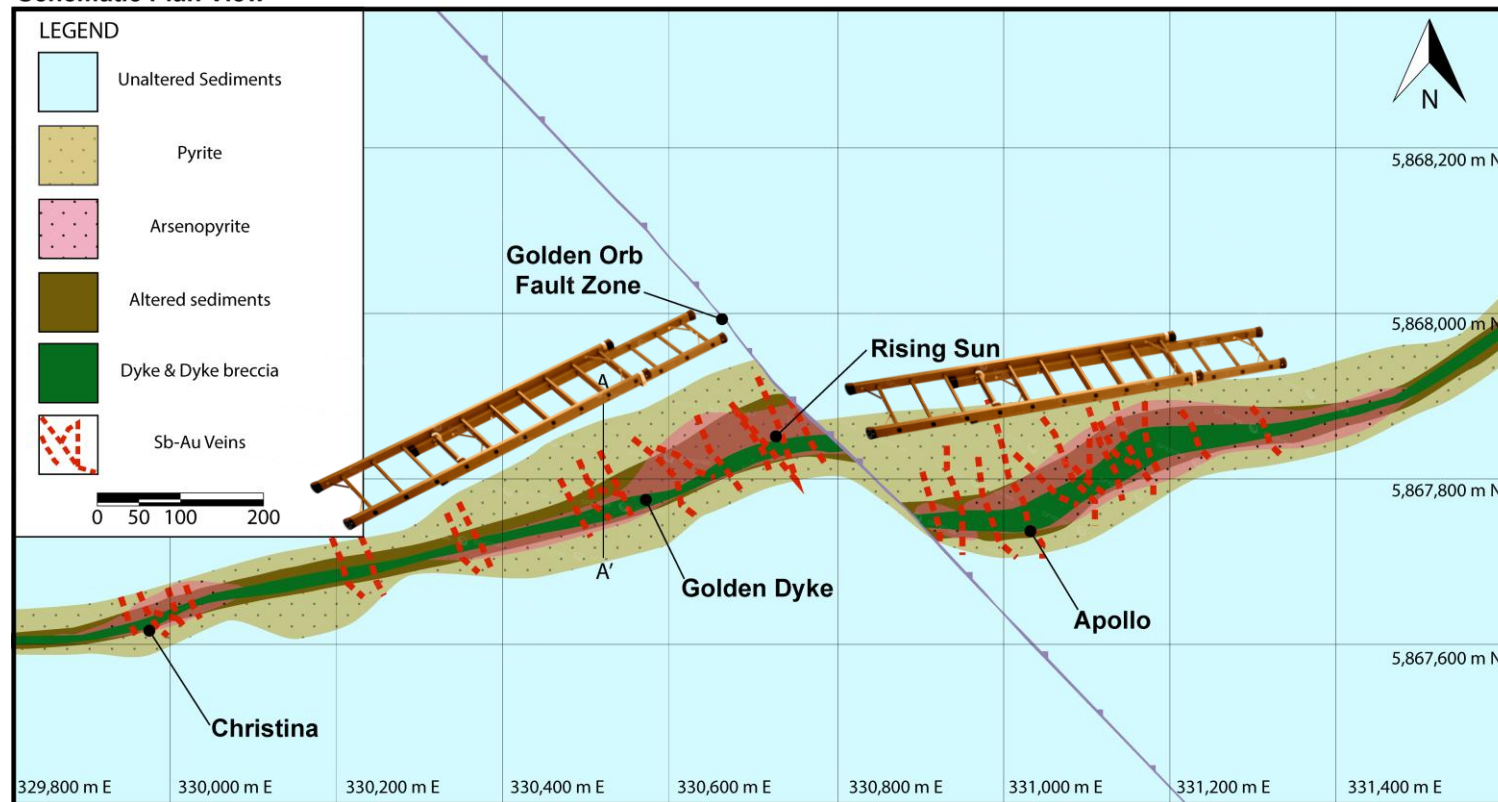 LEGEND
Unaltered Sediments
Pyrite
Arsenopyrite
Altered sediments
Dyke & Dyke breccia
Sb-Au Veins
0 50 100 200
N
5,868,200 m N
Golden Orb
Fault Zone
5,868,000 m N
Rising Sun
A
5,867,800 m N
A'
Golden Dyke
Apollo
5,867,600 m N
Christina
329,800 m E 330,000 m E 330,200 m E 330,400 m E 330,600 m E 330,800 m E 331,000 m E 331,200 m E 331,400 m E